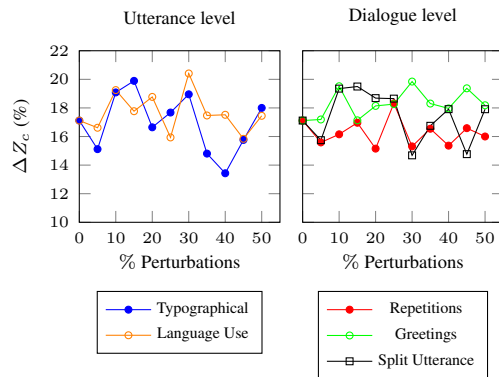 Utterance level
Dialogue level
ΔZ_c (%)
22
20
18
16
14
12
10
0 10 20 30 40 50
0 10 20 30 40 50
% Perturbations
% Perturbations
Typographical
Language Use
Repetitions
Greetings
Split Utterance